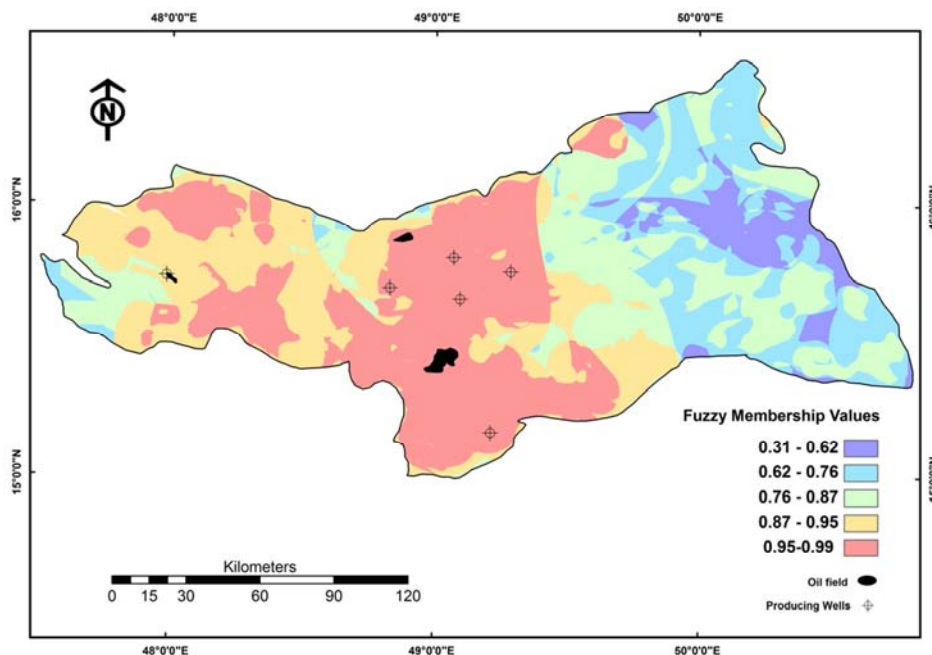 48°0'0"E 49°0'0"E 50°0'0"E
N
16°0'0"N
15°0'0"N
Fuzzy Membership Values
0.31 - 0.62
0.62 - 0.76
0.76 - 0.87
0.87 - 0.95
0.95-0.99
Oil field
Producing Wells
Kilometers
0 15 30 60 90 120
48°0'0"E 49°0'0"E 50°0'0"E